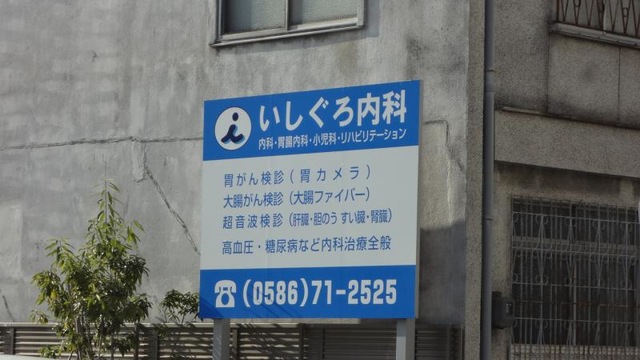 いしぐろ内科
内科・胃腸内科・小児科・リハビリテーション
胃がん検診(胃カメラ)
大腸がん検診(大腸ファイバー)
超音波検診(肝臓・胆のう すい臓・腎臓)
高血圧・糖尿病など内科治療全般
☎(0586)71-2525